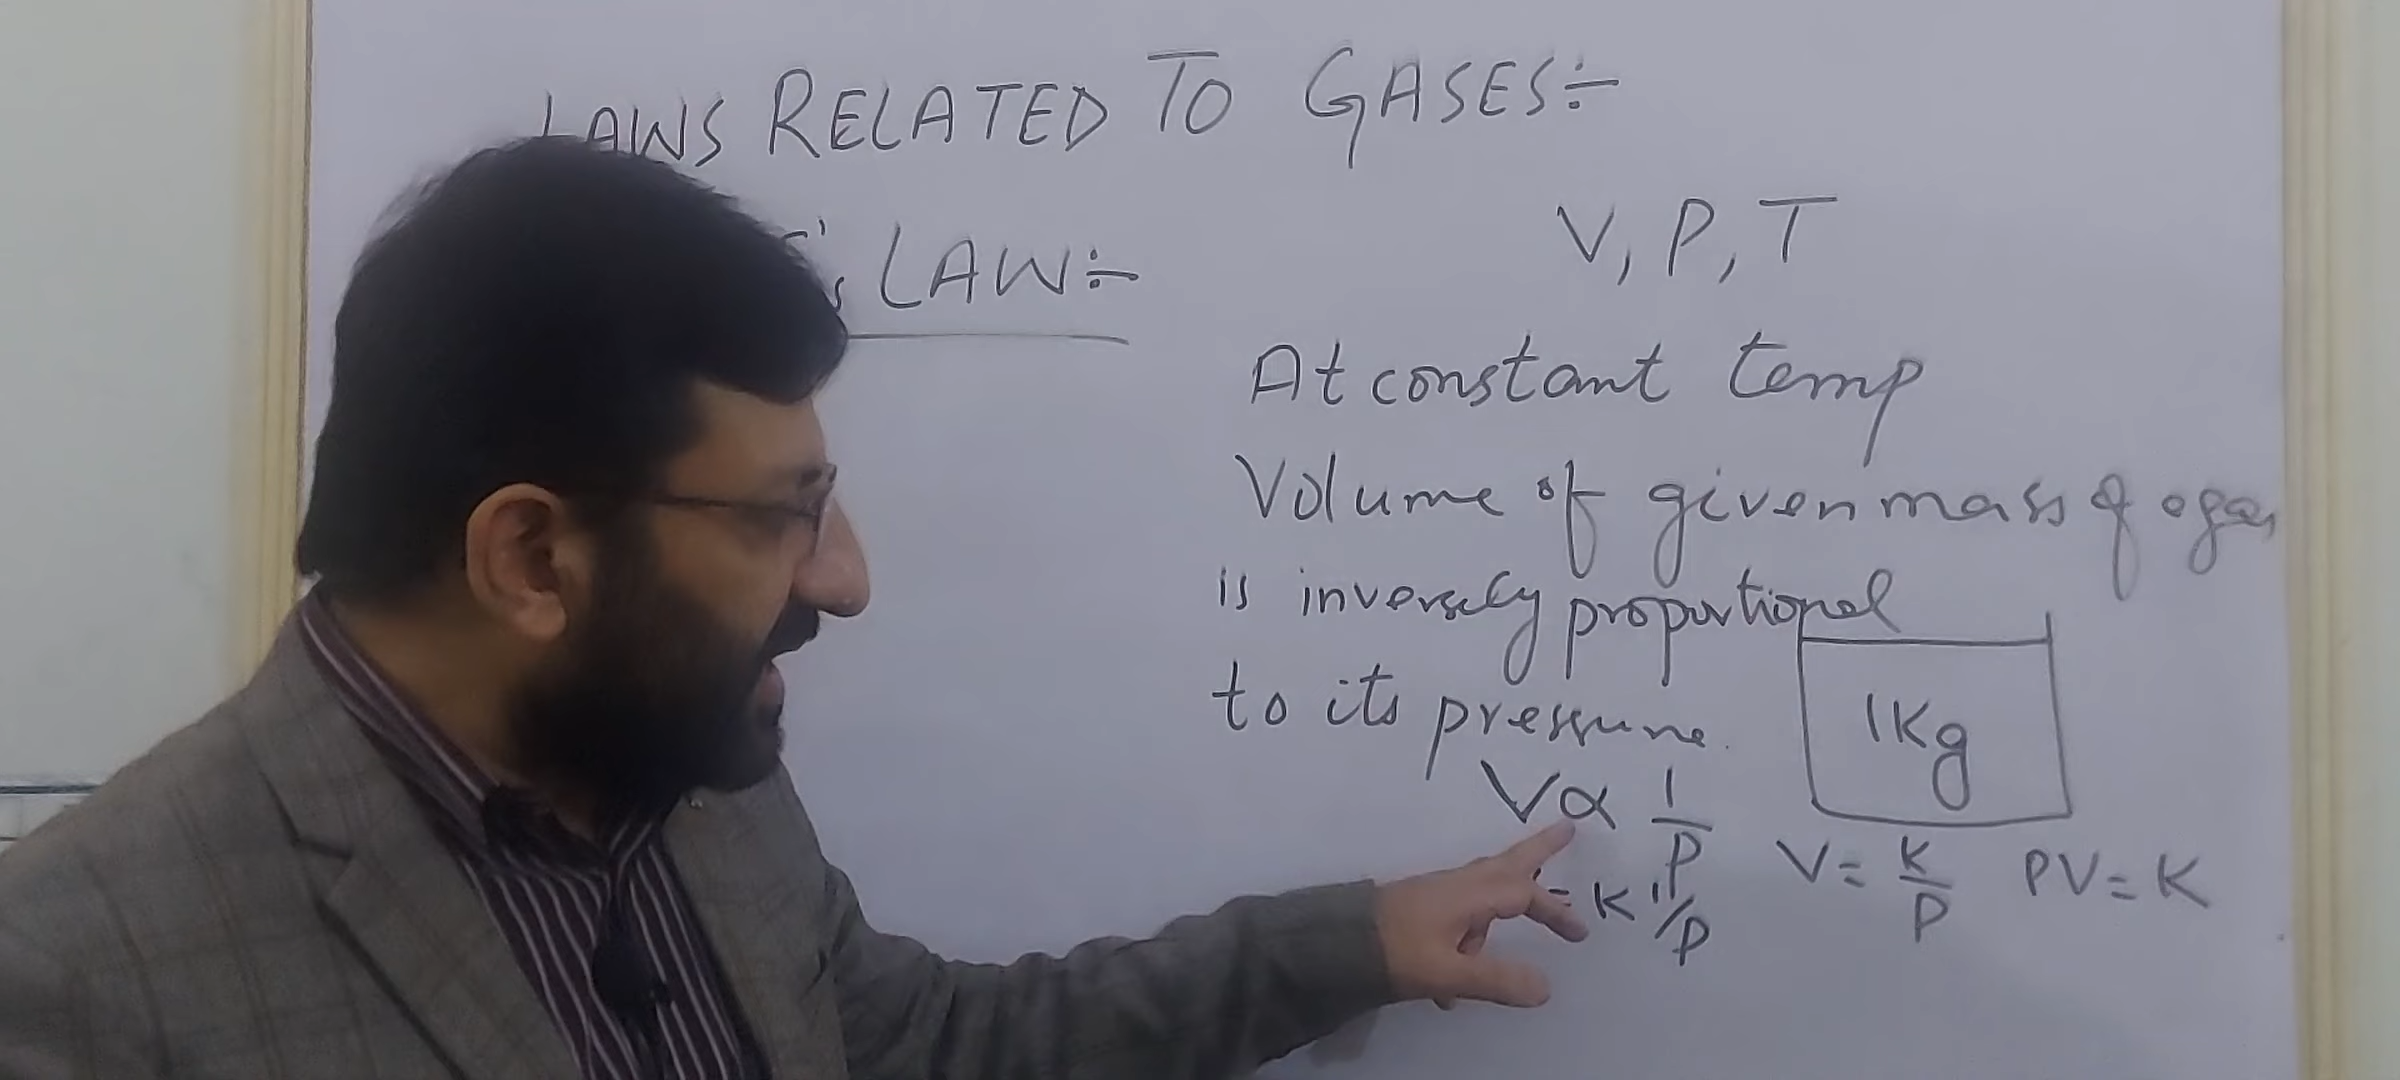 LAWS RELATED TO GASES÷
V, P, T
LAW÷
At constant temp
Volume of given mass of a gas
is inversely proportional
to its pressure.
1Kg
V∝ 1/P
= K 1/P
V= K/P
PV= K